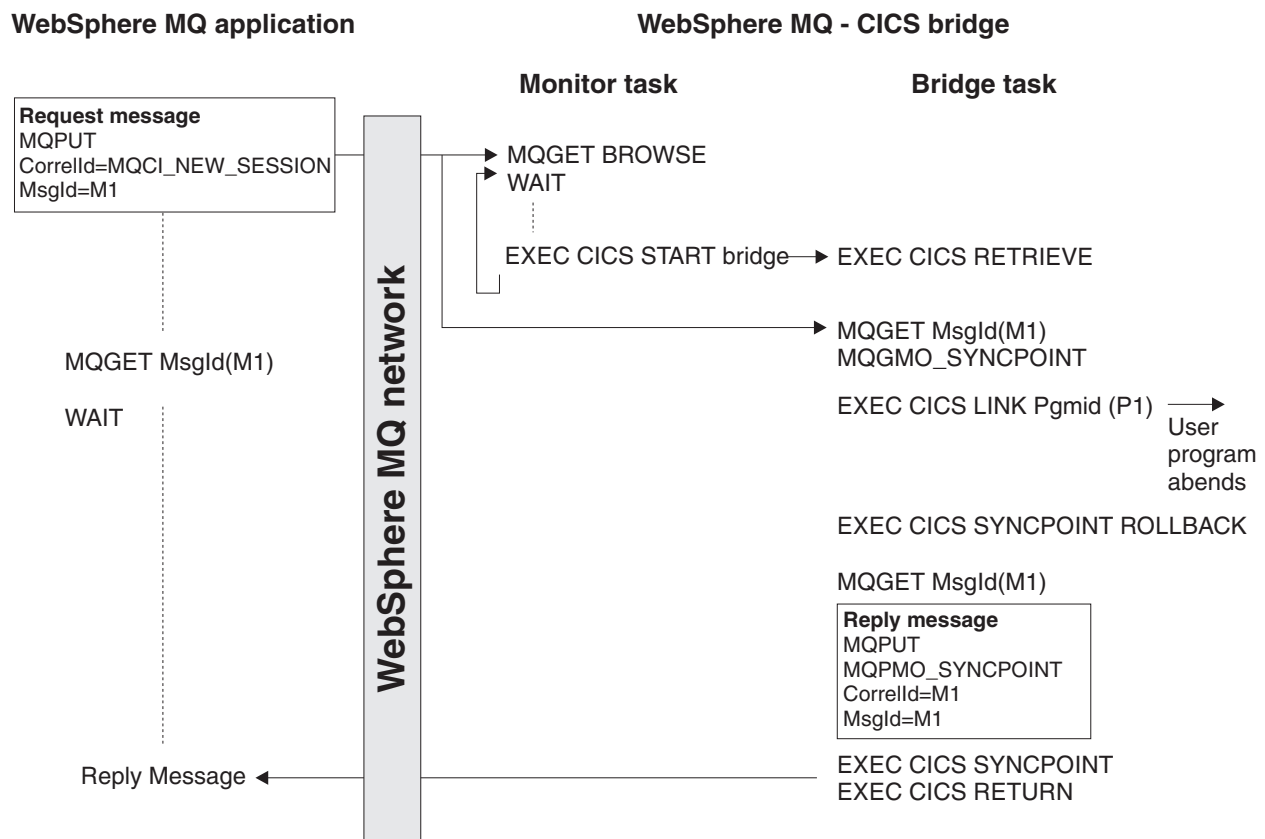 WebSphere MQ application
WebSphere MQ - CICS bridge
Monitor task
Bridge task
Request message
MQPUT
CorrelId=MQCI_NEW_SESSION
MsgId=M1
MQGET MsgId(M1)
WAIT
Reply Message
WebSphere MQ network
MQGET BROWSE
WAIT
EXEC CICS START bridge
EXEC CICS RETRIEVE
MQGET MsgId(M1)
MQGMO_SYNCPOINT
EXEC CICS LINK Pgmid (P1)
User
program
abends
EXEC CICS SYNCPOINT ROLLBACK
MQGET MsgId(M1)
Reply message
MQPUT
MQPMO_SYNCPOINT
CorrelId=M1
MsgId=M1
EXEC CICS SYNCPOINT
EXEC CICS RETURN